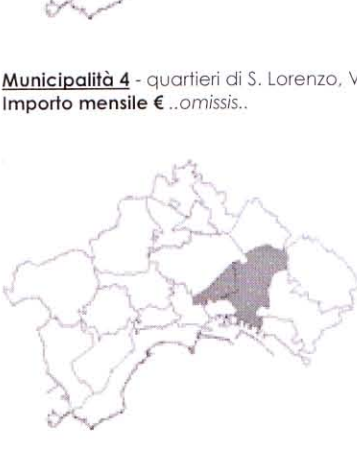 Municipalità 4 - quartieri di S. Lorenzo,
Importo mensile € ..omissis..